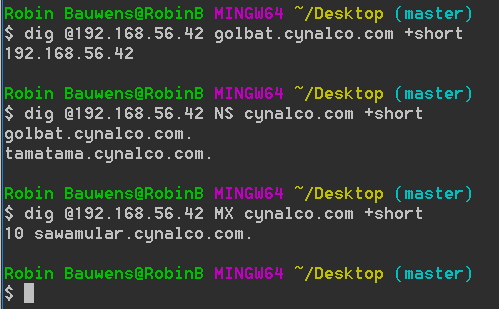 Robin Bauwens@RobinB MINGW64 ~/Desktop (master)
$ dig @192.168.56.42 golbat.cynalco.com +short
192.168.56.42
Robin Bauwens@RobinB MINGW64 ~/Desktop (master)
$ dig @192.168.56.42 NS cynalco.com +short
golbat.cynalco.com.
tamatama.cynalco.com.
Robin Bauwens@RobinB MINGW64 ~/Desktop (master)
$ dig @192.168.56.42 MX cynalco.com +short
10 sawamular.cynalco.com.
Robin Bauwens@RobinB MINGW64 ~/Desktop (master)
$